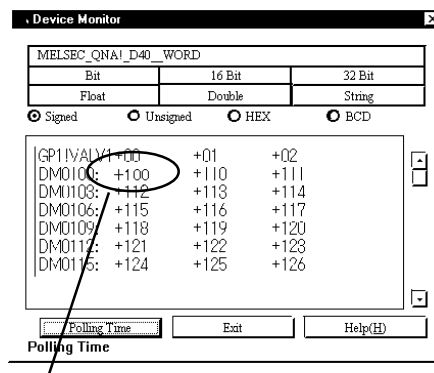 Device Monitor
MELSEC_QNA!_D40__WORD
Bit 16 Bit 32 Bit
Float Double String
Signed Unsigned HEX BCD
GP1!VALV1 +00 +01 +02
DM0100: +100 +110 +111
DM0103: +112 +113 +114
DM0106: +115 +116 +117
DM0109: +118 +119 +120
DM0112: +121 +122 +123
DM0115: +124 +125 +126
Polling Time Exit Help(H)
Polling Time